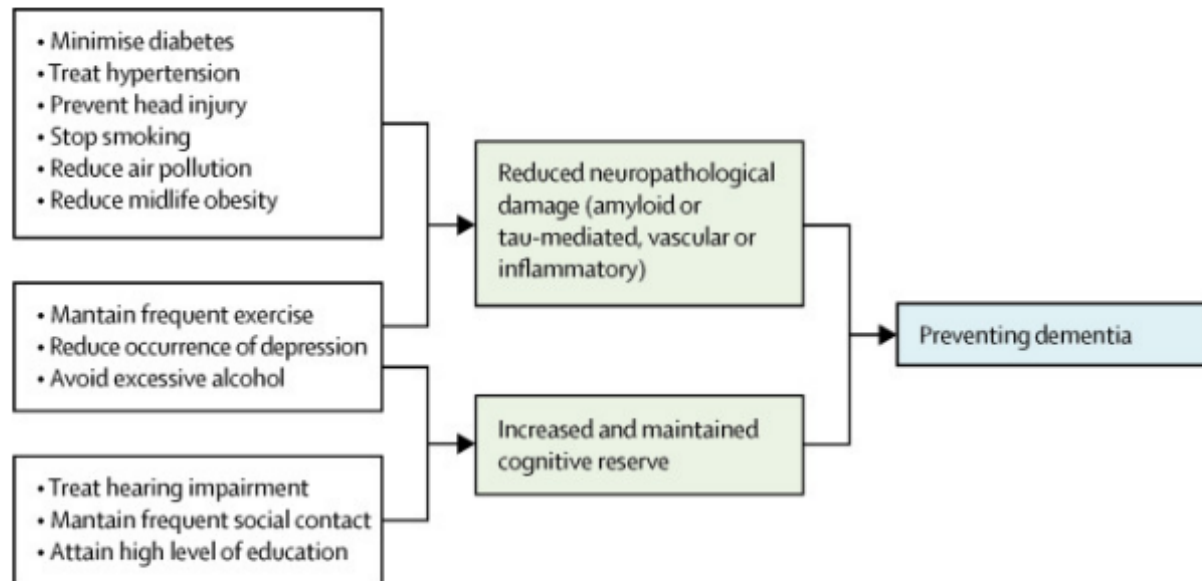 • Minimise diabetes
• Treat hypertension
• Prevent head injury
• Stop smoking
• Reduce air pollution
• Reduce midlife obesity
• Mantain frequent exercise
• Reduce occurrence of depression
• Avoid excessive alcohol
• Treat hearing impairment
• Mantain frequent social contact
• Attain high level of education
Reduced neuropathological
damage (amyloid or
tau-mediated, vascular or
inflammatory)
Increased and maintained
cognitive reserve
Preventing dementia